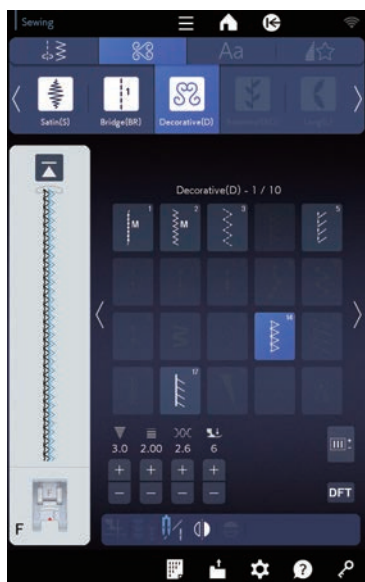 Sewing
Aa
Satin(S) Bridge(BR) Decorative(D)
Decorative(D) - 1 / 10
1 M 2 M 3 5
14
17
3.0 2.00 2.6 6
+ + + +
− − − −
DFT
F